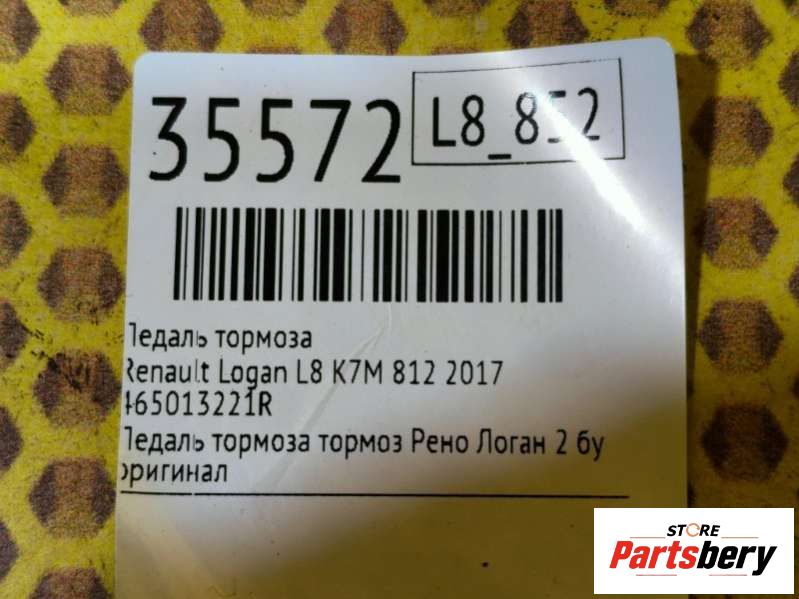 35572
L8_852
Педаль тормоза
Renault Logan L8 K7M 812 2017
465013221R
Педаль тормоза тормоз Рено Логан 2 бу
оригинал
STORE
Partsbery